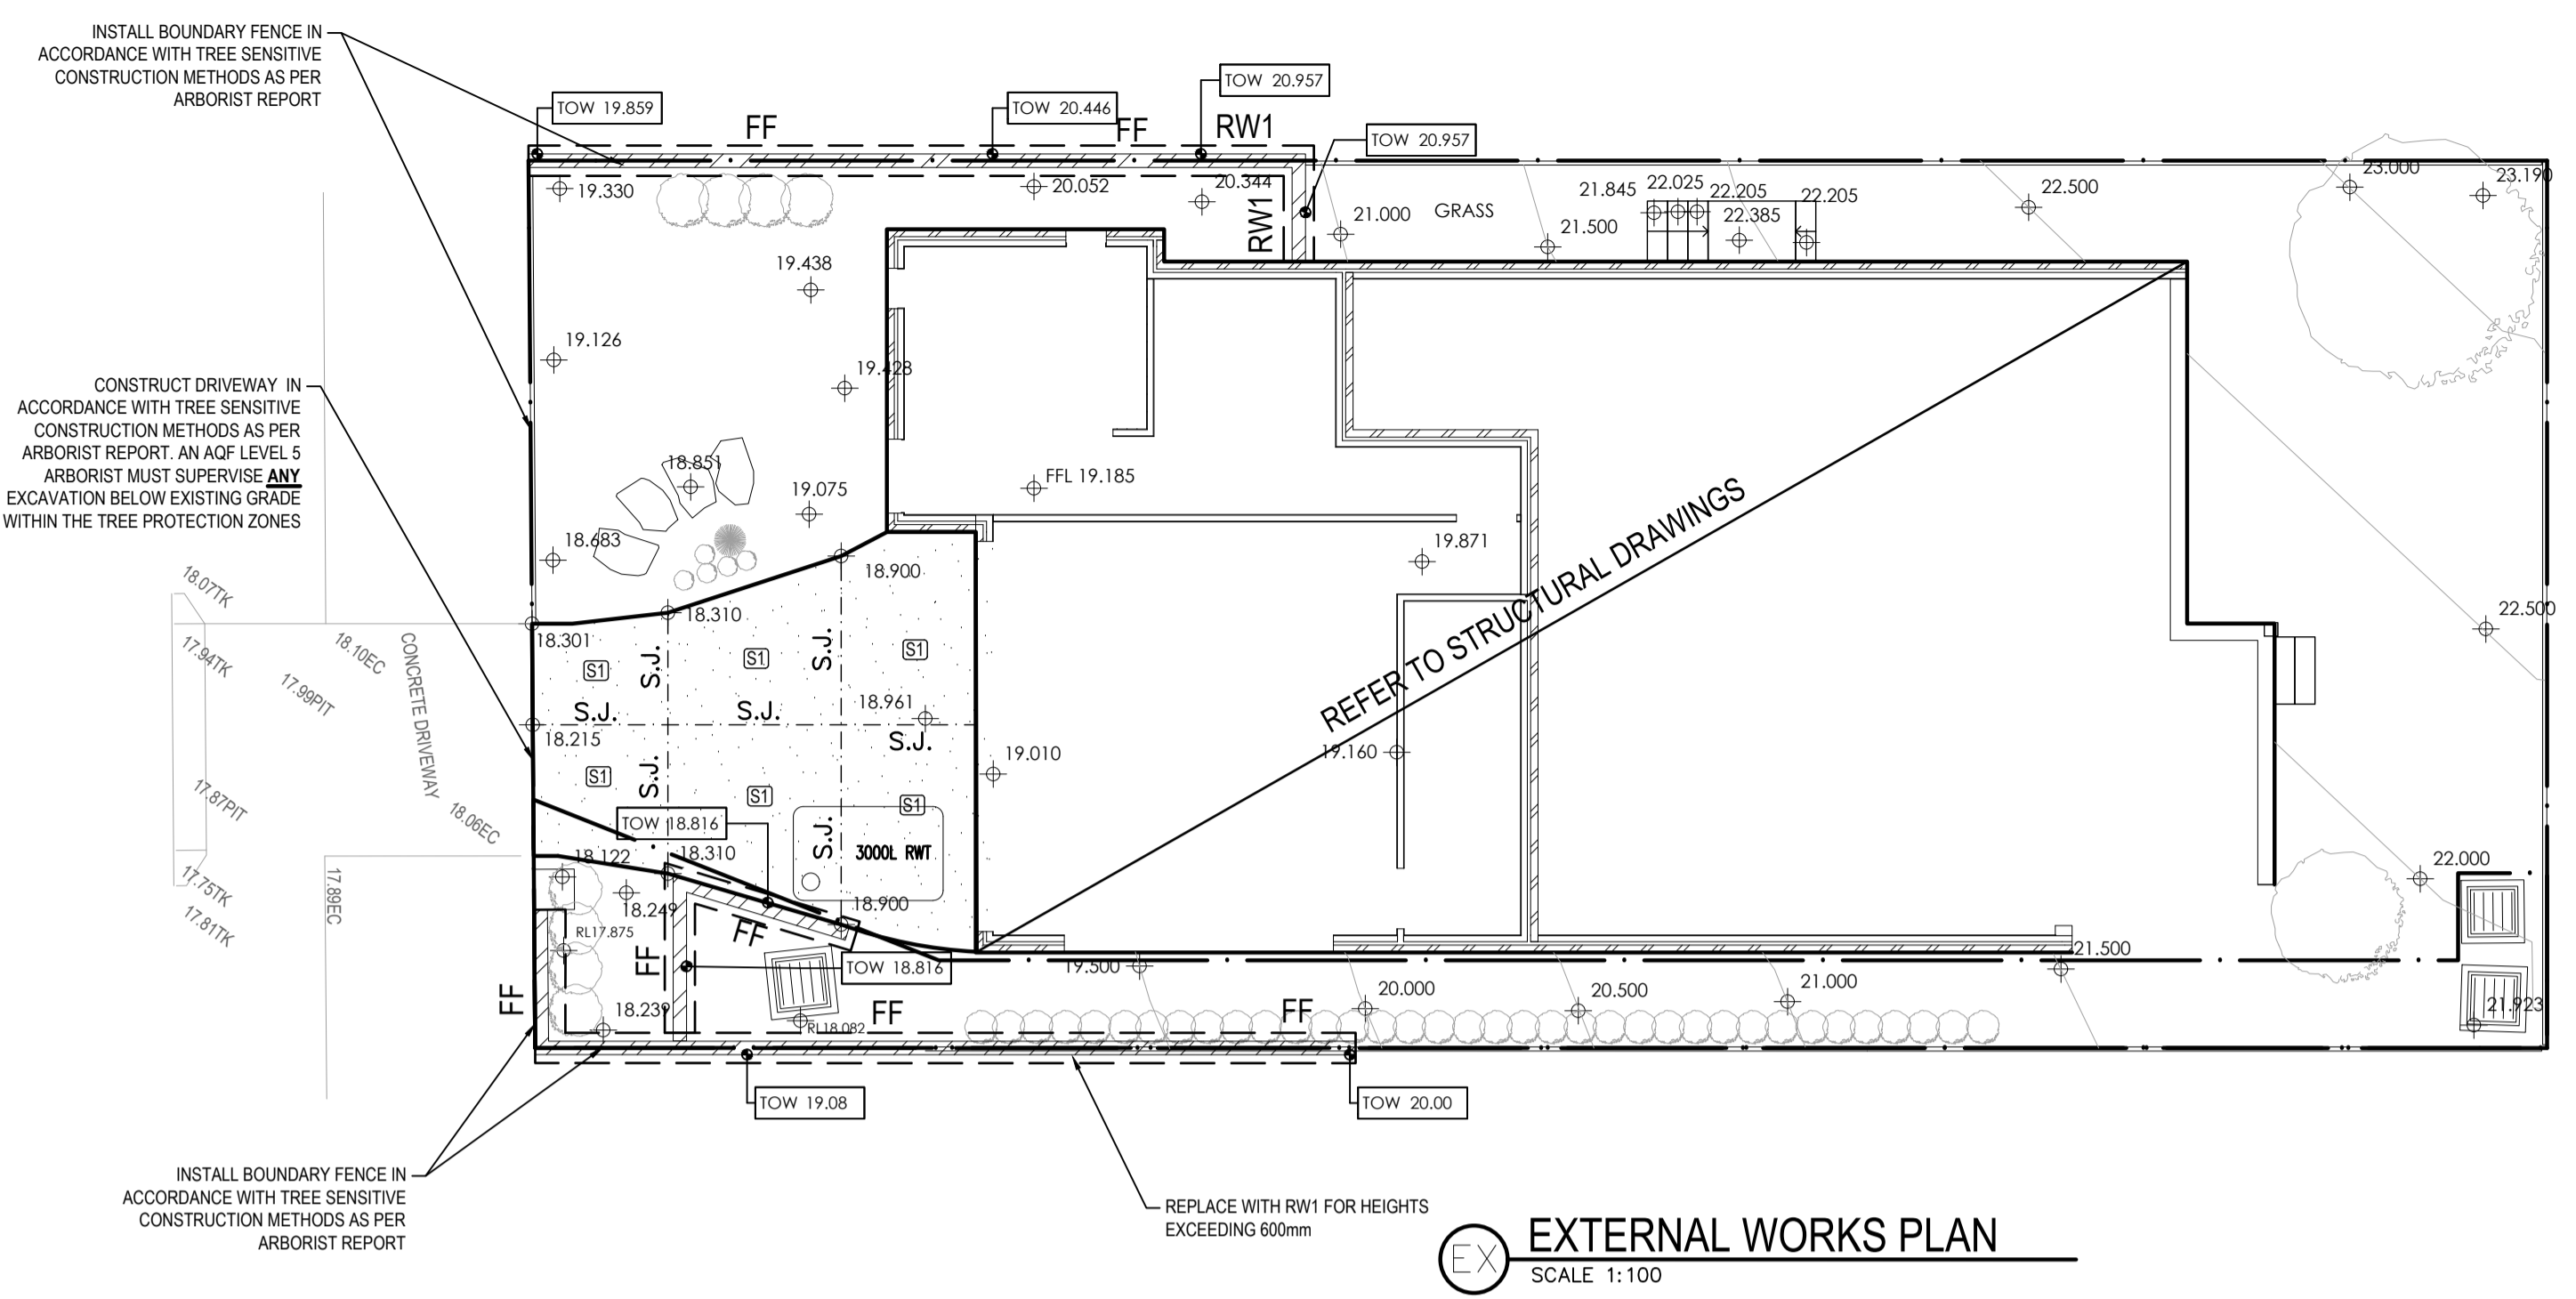 INSTALL BOUNDARY FENCE IN
ACCORDANCE WITH TREE SENSITIVE
CONSTRUCTION METHODS AS PER
ARBORIST REPORT
TOW 19.859
TOW 20.446
TOW 20.957
TOW 20.957
FF
FF
RW1
RW1
19.330
20.052
20.344
21.000
GRASS
21.500
21.845
22.025
22.205
22.385
22.205
22.500
23.000
23.190
19.438
19.126
19.428
CONSTRUCT DRIVEWAY IN
ACCORDANCE WITH TREE SENSITIVE
CONSTRUCTION METHODS AS PER
ARBORIST REPORT. AN AQF LEVEL 5
ARBORIST MUST SUPERVISE ANY
EXCAVATION BELOW EXISTING GRADE
WITHIN THE TREE PROTECTION ZONES
18.851
19.075
FFL 19.185
18.683
18.900
19.871
REFER TO STRUCTURAL DRAWINGS
18.07TK
17.94TK
18.10EC
17.99PIT
CONCRETE DRIVEWAY
17.87PIT
18.06EC
17.75TK
17.81TK
17.89EC
18.301
18.310
S1
S1
S1
S.J.
S.J.
S.J.
S.J.
S.J.
18.961
18.215
19.010
19.160
22.500
S.J.
S.J.
S1
S1
S1
TOW 18.816
3000L RWT
18.122
18.310
18.900
18.249
RL17.875
FF
FF
FF
TOW 18.816
18.239
RL18.082
FF
FF
19.500
20.000
20.500
21.000
21.500
22.000
21.923
TOW 19.08
TOW 20.00
INSTALL BOUNDARY FENCE IN
ACCORDANCE WITH TREE SENSITIVE
CONSTRUCTION METHODS AS PER
ARBORIST REPORT
REPLACE WITH RW1 FOR HEIGHTS
EXCEEDING 600mm
EX
EXTERNAL WORKS PLAN
SCALE 1:100